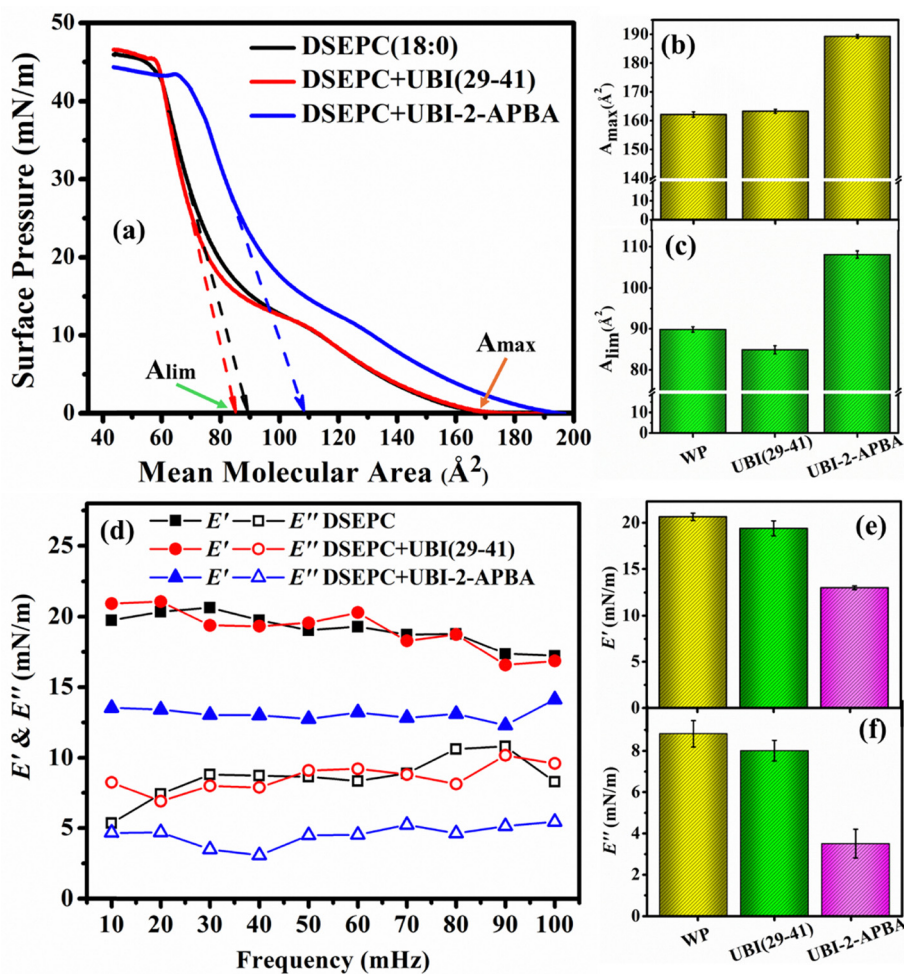 50
40
30
20
10
0
Surface Pressure (mN/m)
DSEPC(18:0)
DSEPC+UBI(29-41)
DSEPC+UBI-2-APBA
(a)
Alim
Amax
40 60 80 100 120 140 160 180 200
Mean Molecular Area (Å²)
(b)
190
180
170
160
150
140
10
0
Amax(Å²)
(c)
110
100
90
80
20
10
0
Alim(Å²)
WP UBI(29-41) UBI-2-APBA
(d)
E' E'' DSEPC
E' E'' DSEPC+UBI(29-41)
E' E'' DSEPC+UBI-2-APBA
25
20
15
10
5
0
E' & E'' (mN/m)
10 20 30 40 50 60 70 80 90 100
Frequency (mHz)
(e)
20
15
10
5
0
E' (mN/m)
(f)
8
6
4
2
0
E'' (mN/m)
WP UBI(29-41) UBI-2-APBA